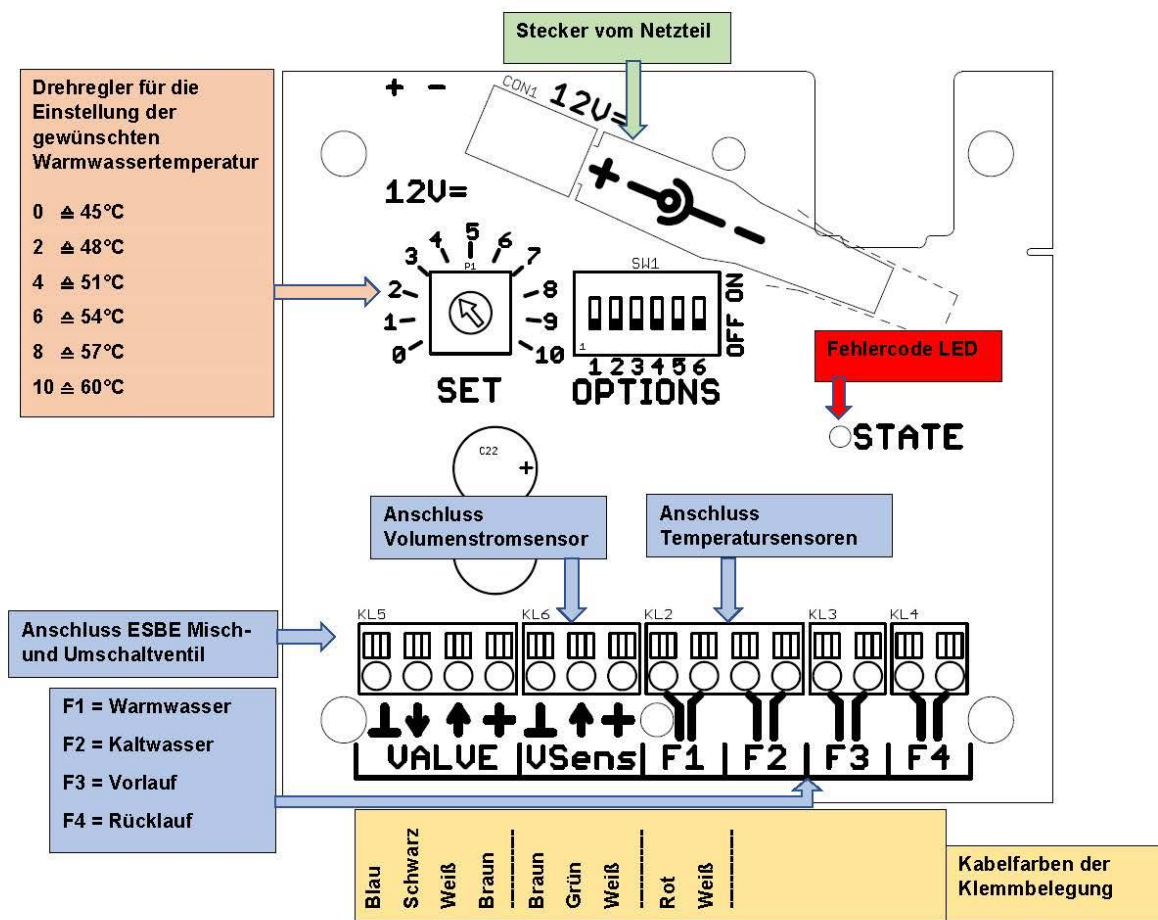 Stecker vom Netzteil
Drehregler für die
Einstellung der
gewünschten
Warmwassertemperatur
0 ≙ 45°C
2 ≙ 48°C
4 ≙ 51°C
6 ≙ 54°C
8 ≙ 57°C
10 ≙ 60°C
+ -
CON1
12V=
+ -
12V=
0 1 2 3 4 5 6 7 8 9 10
P1
SET
SW1
1
OFF ON
1 2 3 4 5 6
OPTIONS
Fehlercode LED
STATE
C22
+
Anschluss
Volumenstromsensor
Anschluss
Temperatursensoren
Anschluss ESBE Misch-
und Umschaltventil
KL5 KL6 KL2 KL3 KL4
⊥ ↓ ↑ + ⊥ ↑ +
VALVE VSens F1 F2 F3 F4
F1 = Warmwasser
F2 = Kaltwasser
F3 = Vorlauf
F4 = Rücklauf
Blau
Schwarz
Weiß
Braun
Braun
Grün
Weiß
Rot
Weiß
Kabelfarben der
Klemmbelegung